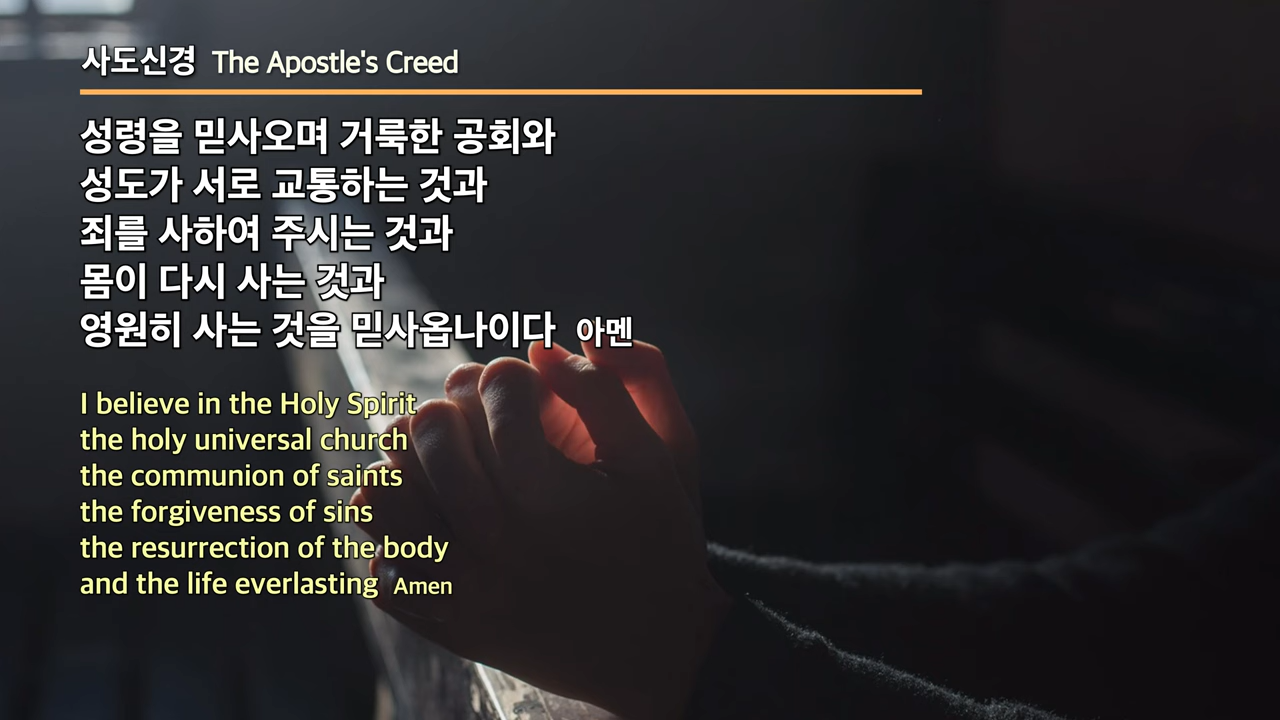 사도신경 The Apostle's Creed
성령을 믿사오며 거룩한 공회와
성도가 서로 교통하는 것과
죄를 사하여 주시는 것과
몸이 다시 사는 것과
영원히 사는 것을 믿사옵나이다 아멘
I believe in the Holy Spirit
the holy universal church
the communion of saints
the forgiveness of sins
the resurrection of the body
and the life everlasting Amen